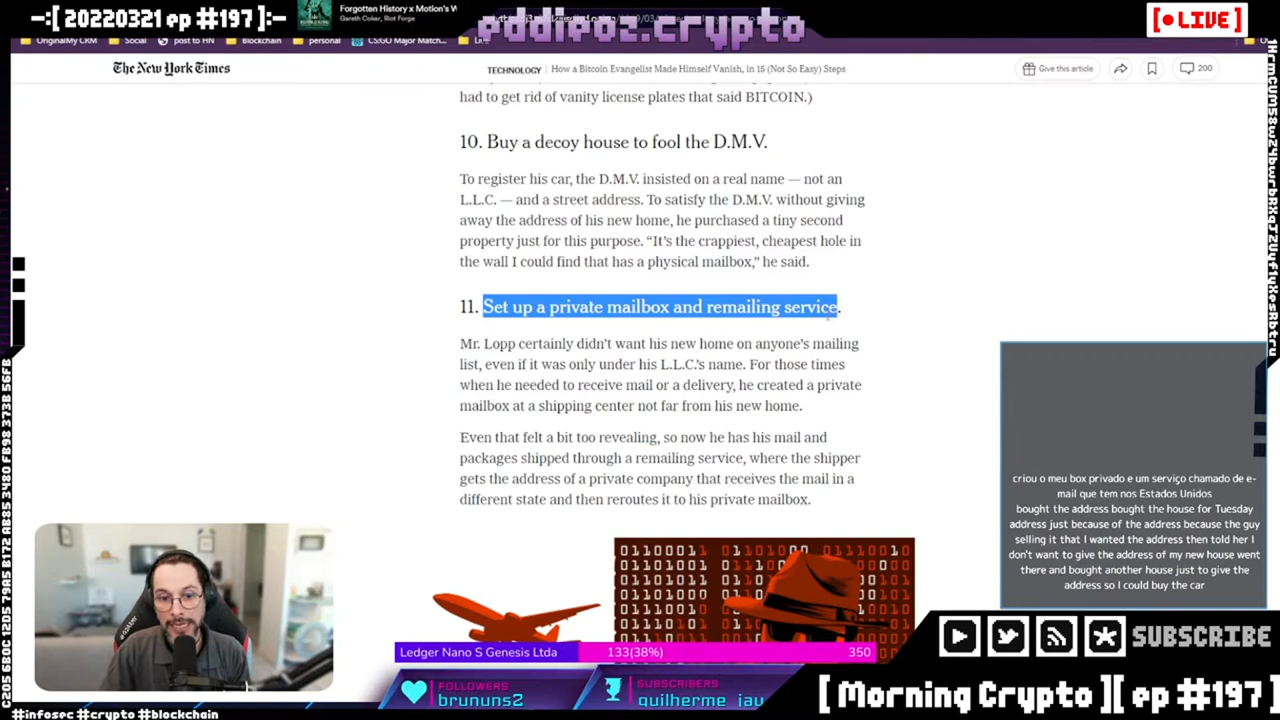 -:[ 20220321 ep #197]:-
Forgotten History x Motion's W
Gareth Coker, Riot Forge
eddieoz.crypto
[● LIVE]
OriginalMy CRM
Social
post to HN
Blockchain
personal
CS:GO Major Match...
The New York Times
TECHNOLOGY
How a Bitcoin Evangelist Made Himself Vanish, in 15 (Not So Easy) Steps
Give this article
200
had to get rid of vanity license plates that said BITCOIN.)
10. Buy a decoy house to fool the D.M.V.
To register his car, the D.M.V. insisted on a real name — not an
L.L.C. — and a street address. To satisfy the D.M.V. without giving
away the address of his new home, he purchased a tiny second
property just for this purpose. “It’s the crappiest, cheapest hole in
the wall I could find that has a physical mailbox,” he said.
11. Set up a private mailbox and remailing service.
Mr. Lopp certainly didn’t want his new home on anyone’s mailing
list, even if it was only under his L.L.C.’s name. For those times
when he needed to receive mail or a delivery, he created a private
mailbox at a shipping center not far from his new home.
Even that felt a bit too revealing, so now he has his mail and
packages shipped through a remailing service, where the shipper
gets the address of a private company that receives the mail in a
different state and then reroutes it to his private mailbox.
criou o meu box privado e um serviço chamado de e-
mail que tem nos Estados Unidos
bought the address bought the house for Tuesday
address just because of the address because the guy
selling it that I wanted the address then told her I
don't want to give the address of my new house went
there and bought another house just to give the
address so I could buy the car
Ledger Nano S Genesis Ltda
133(38%)
350
FOLLOWERS
brununs2
SUBSCRIBERS
guilherme_jau
SUBSCRIBE
[ Morning Crypto ][ ep #197 ]
#infosec #crypto #blockchain